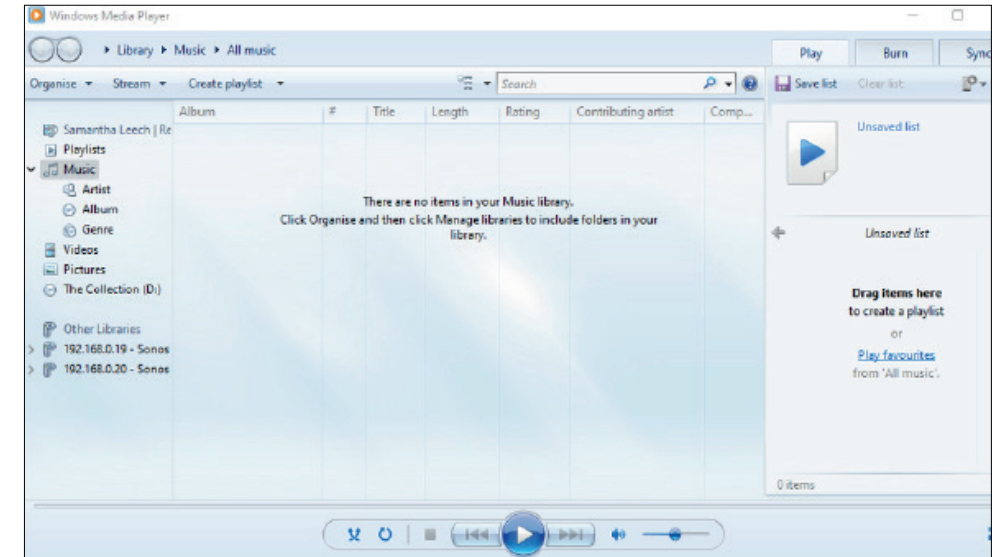 Windows Media Player
Library Music All music
Play Burn Sync
Organise Stream Create playlist Search Save list Clear list
Album # Title Length Rating Contributing artist Comp...
Samantha Leech | Re
Playlists
Music
Artist
Album
Genre
Videos
Pictures
The Collection (D:)
Other Libraries
192.168.0.19 - Sonos
192.168.0.20 - Sonos
There are no items in your Music library.
Click Organise and then click Manage libraries to include folders in your
library.
Unsaved list
Unsaved list
Drag items here
to create a playlist
or
Play favourites
from 'All music'.
0 items